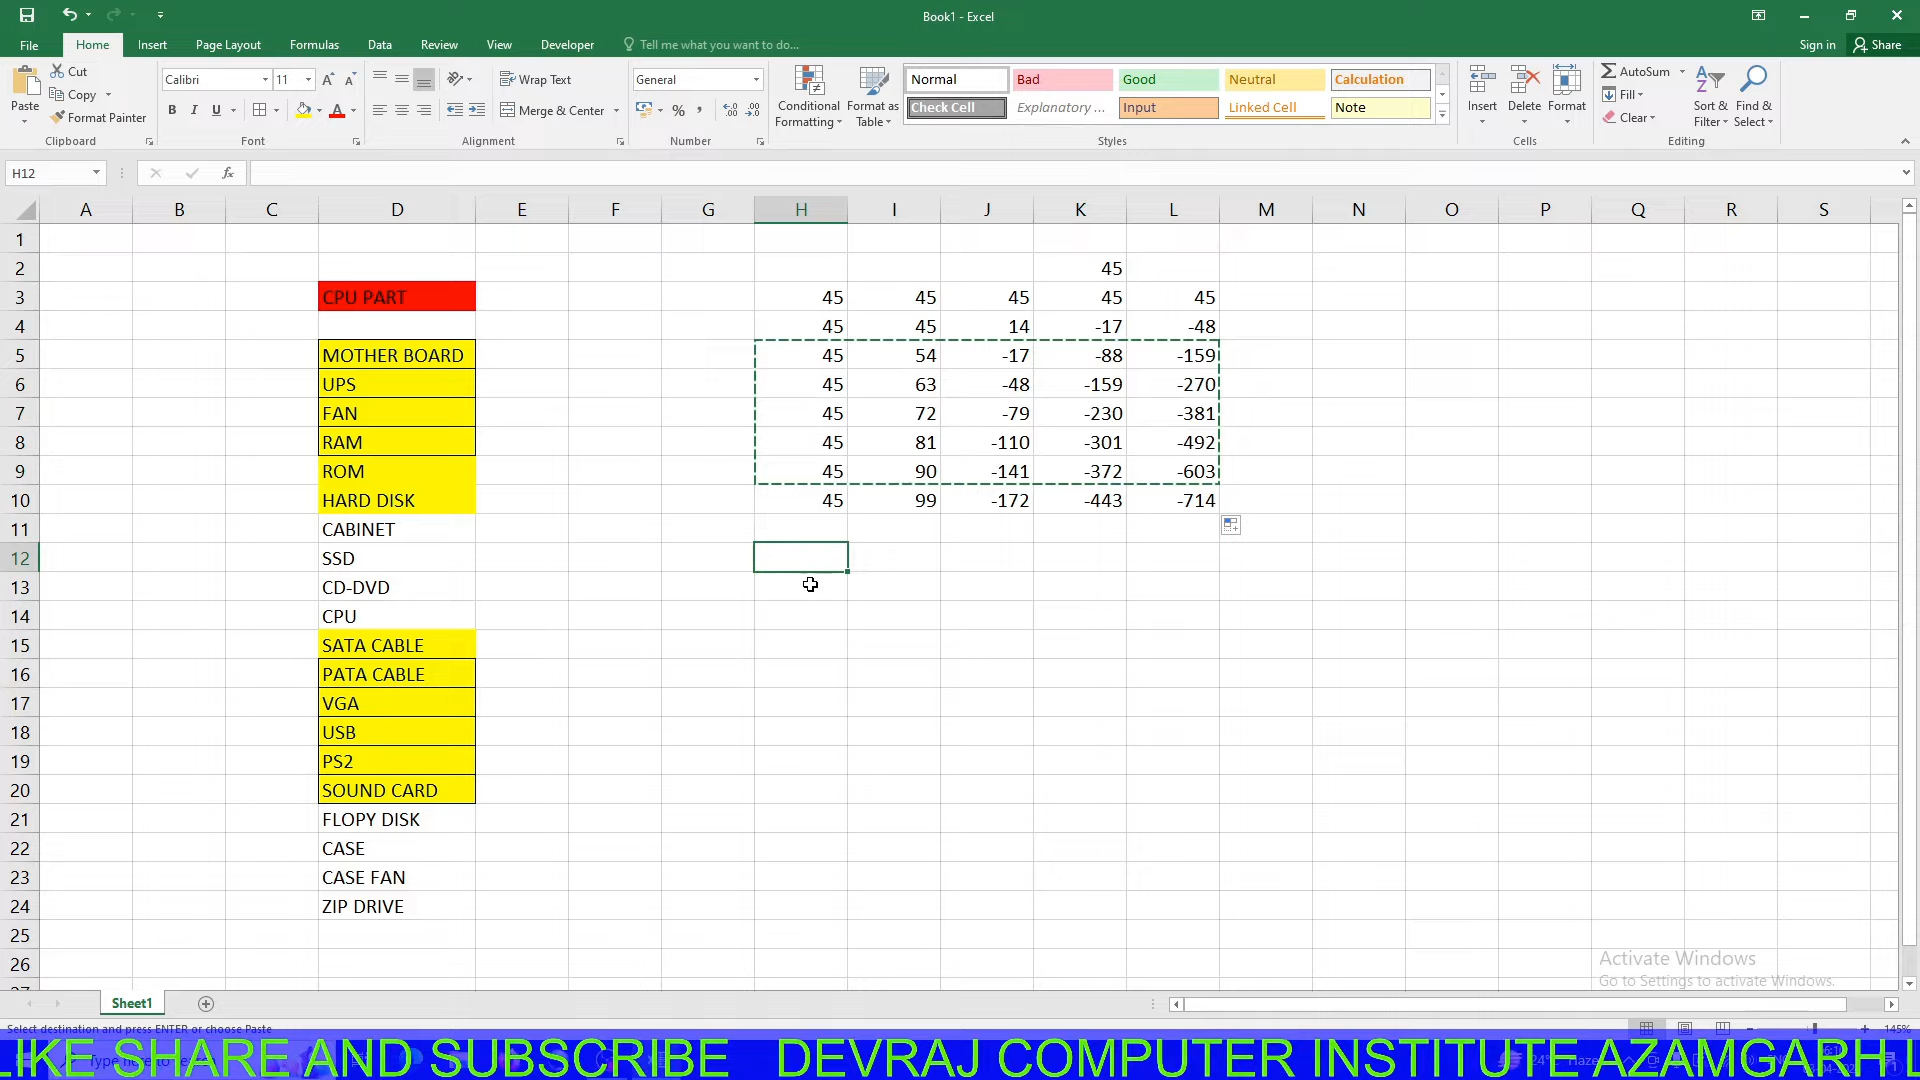 Book1 - Excel
File Home Insert Page Layout Formulas Data Review View Developer Tell me what you want to do... Sign in Share
Paste Cut Copy Format Painter Clipboard
Calibri 11 B I U Font
Wrap Text Merge & Center Alignment
General % , Number
Conditional Formatting Format as Table
Normal Bad Good Neutral Calculation
Check Cell Explanatory ... Input Linked Cell Note
Styles
Insert Delete Format Cells
AutoSum Fill Clear Sort & Filter Find & Select Editing
H12 fx
A B C D E F G H I J K L M N O P Q R S
1
2 45
3 CPU PART 45 45 45 45 45
4 45 45 14 -17 -48
5 MOTHER BOARD 45 54 -17 -88 -159
6 UPS 45 63 -48 -159 -270
7 FAN 45 72 -79 -230 -381
8 RAM 45 81 -110 -301 -492
9 ROM 45 90 -141 -372 -603
10 HARD DISK 45 99 -172 -443 -714
11 CABINET
12 SSD
13 CD-DVD
14 CPU
15 SATA CABLE
16 PATA CABLE
17 VGA
18 USB
19 PS2
20 SOUND CARD
21 FLOPY DISK
22 CASE
23 CASE FAN
24 ZIP DRIVE
25
26
Activate Windows
Go to Settings to activate Windows.
Sheet1
Select destination and press ENTER or choose Paste 145%
IKE SHARE AND SUBSCRIBE DEVRAJ COMPUTER INSTITUTE AZAMGARH L
Type here to search